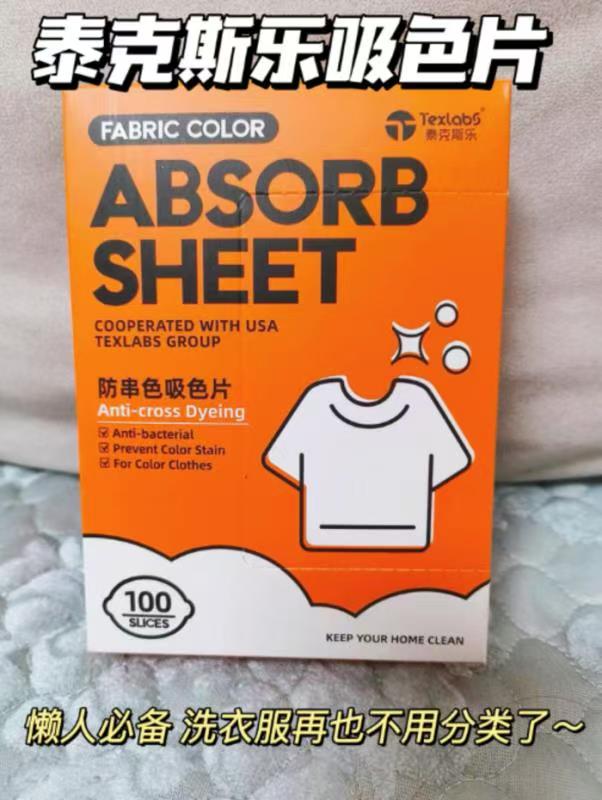 泰克斯乐吸色片
FABRIC COLOR
Texlabs®
泰克斯乐
ABSORB
SHEET
COOPERATED WITH USA
TEXLABS GROUP
防串色吸色片
Anti-cross Dyeing
Anti-bacterial
Prevent Color Stain
For Color Clothes
100
SLICES
KEEP YOUR HOME CLEAN
懒人必备 洗衣服再也不用分类了～